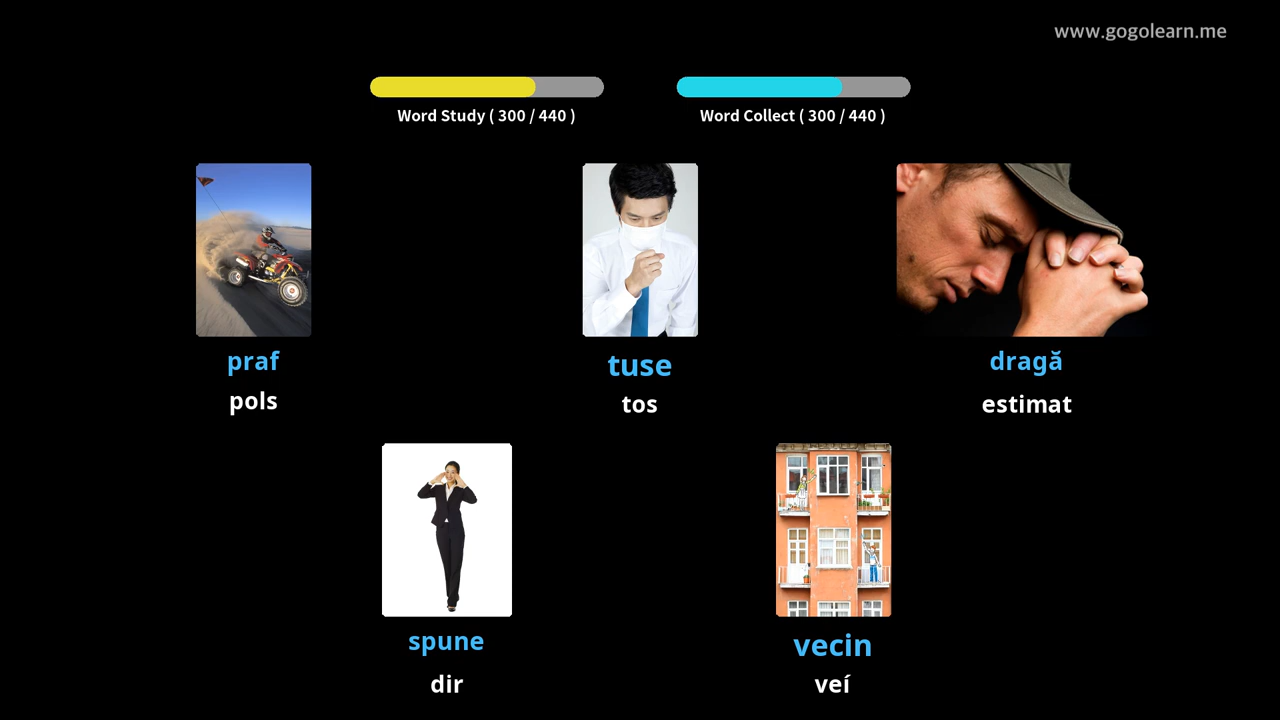 www.gogolearn.me
Word Study ( 300 / 440 )
Word Collect ( 300 / 440 )
praf
pols
tuse
tos
dragă
estimat
spune
dir
vecin
veí